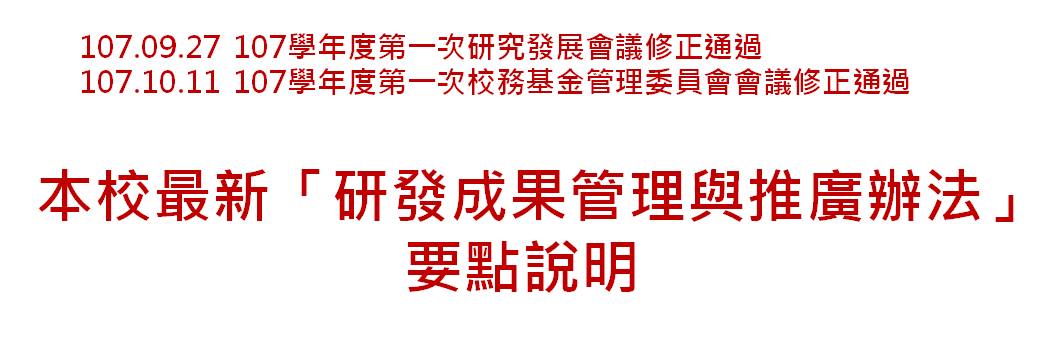 107.09.27 107學年度第一次研究發展會議修正通過
107.10.11 107學年度第一次校務基金管理委員會會議修正通過
本校最新「研發成果管理與推廣辦法」
要點說明